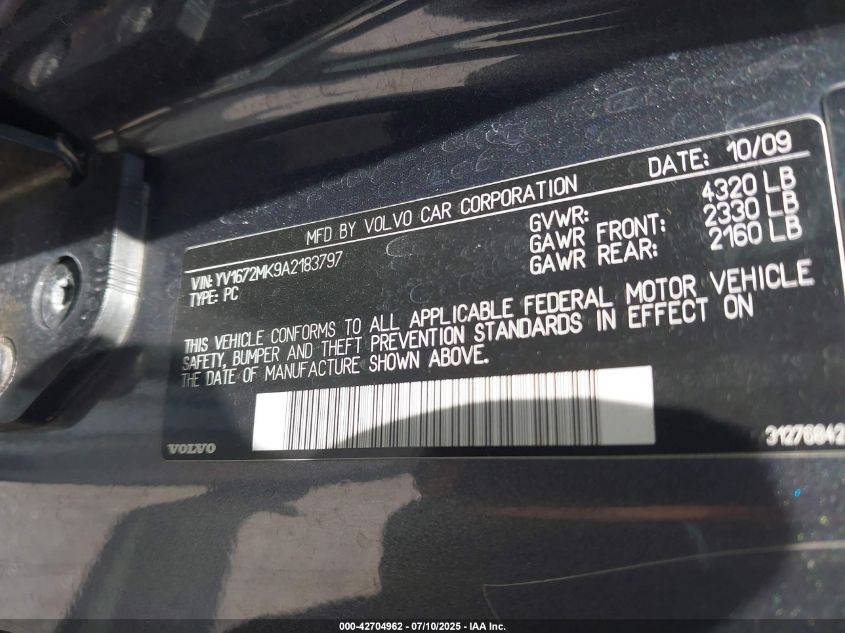 MFD BY VOLVO CAR CORPORATION DATE: 10/09
GVWR: 4320 LB
GAWR FRONT: 2330 LB
GAWR REAR: 2160 LB
VIN: YV1672MK9A2183797
TYPE: PC
THIS VEHICLE CONFORMS TO ALL APPLICABLE FEDERAL MOTOR VEHICLE
SAFETY, BUMPER AND THEFT PREVENTION STANDARDS IN EFFECT ON
THE DATE OF MANUFACTURE SHOWN ABOVE.
VOLVO
31276842
000-42704962 / 07/10/2025 - IAA Inc.